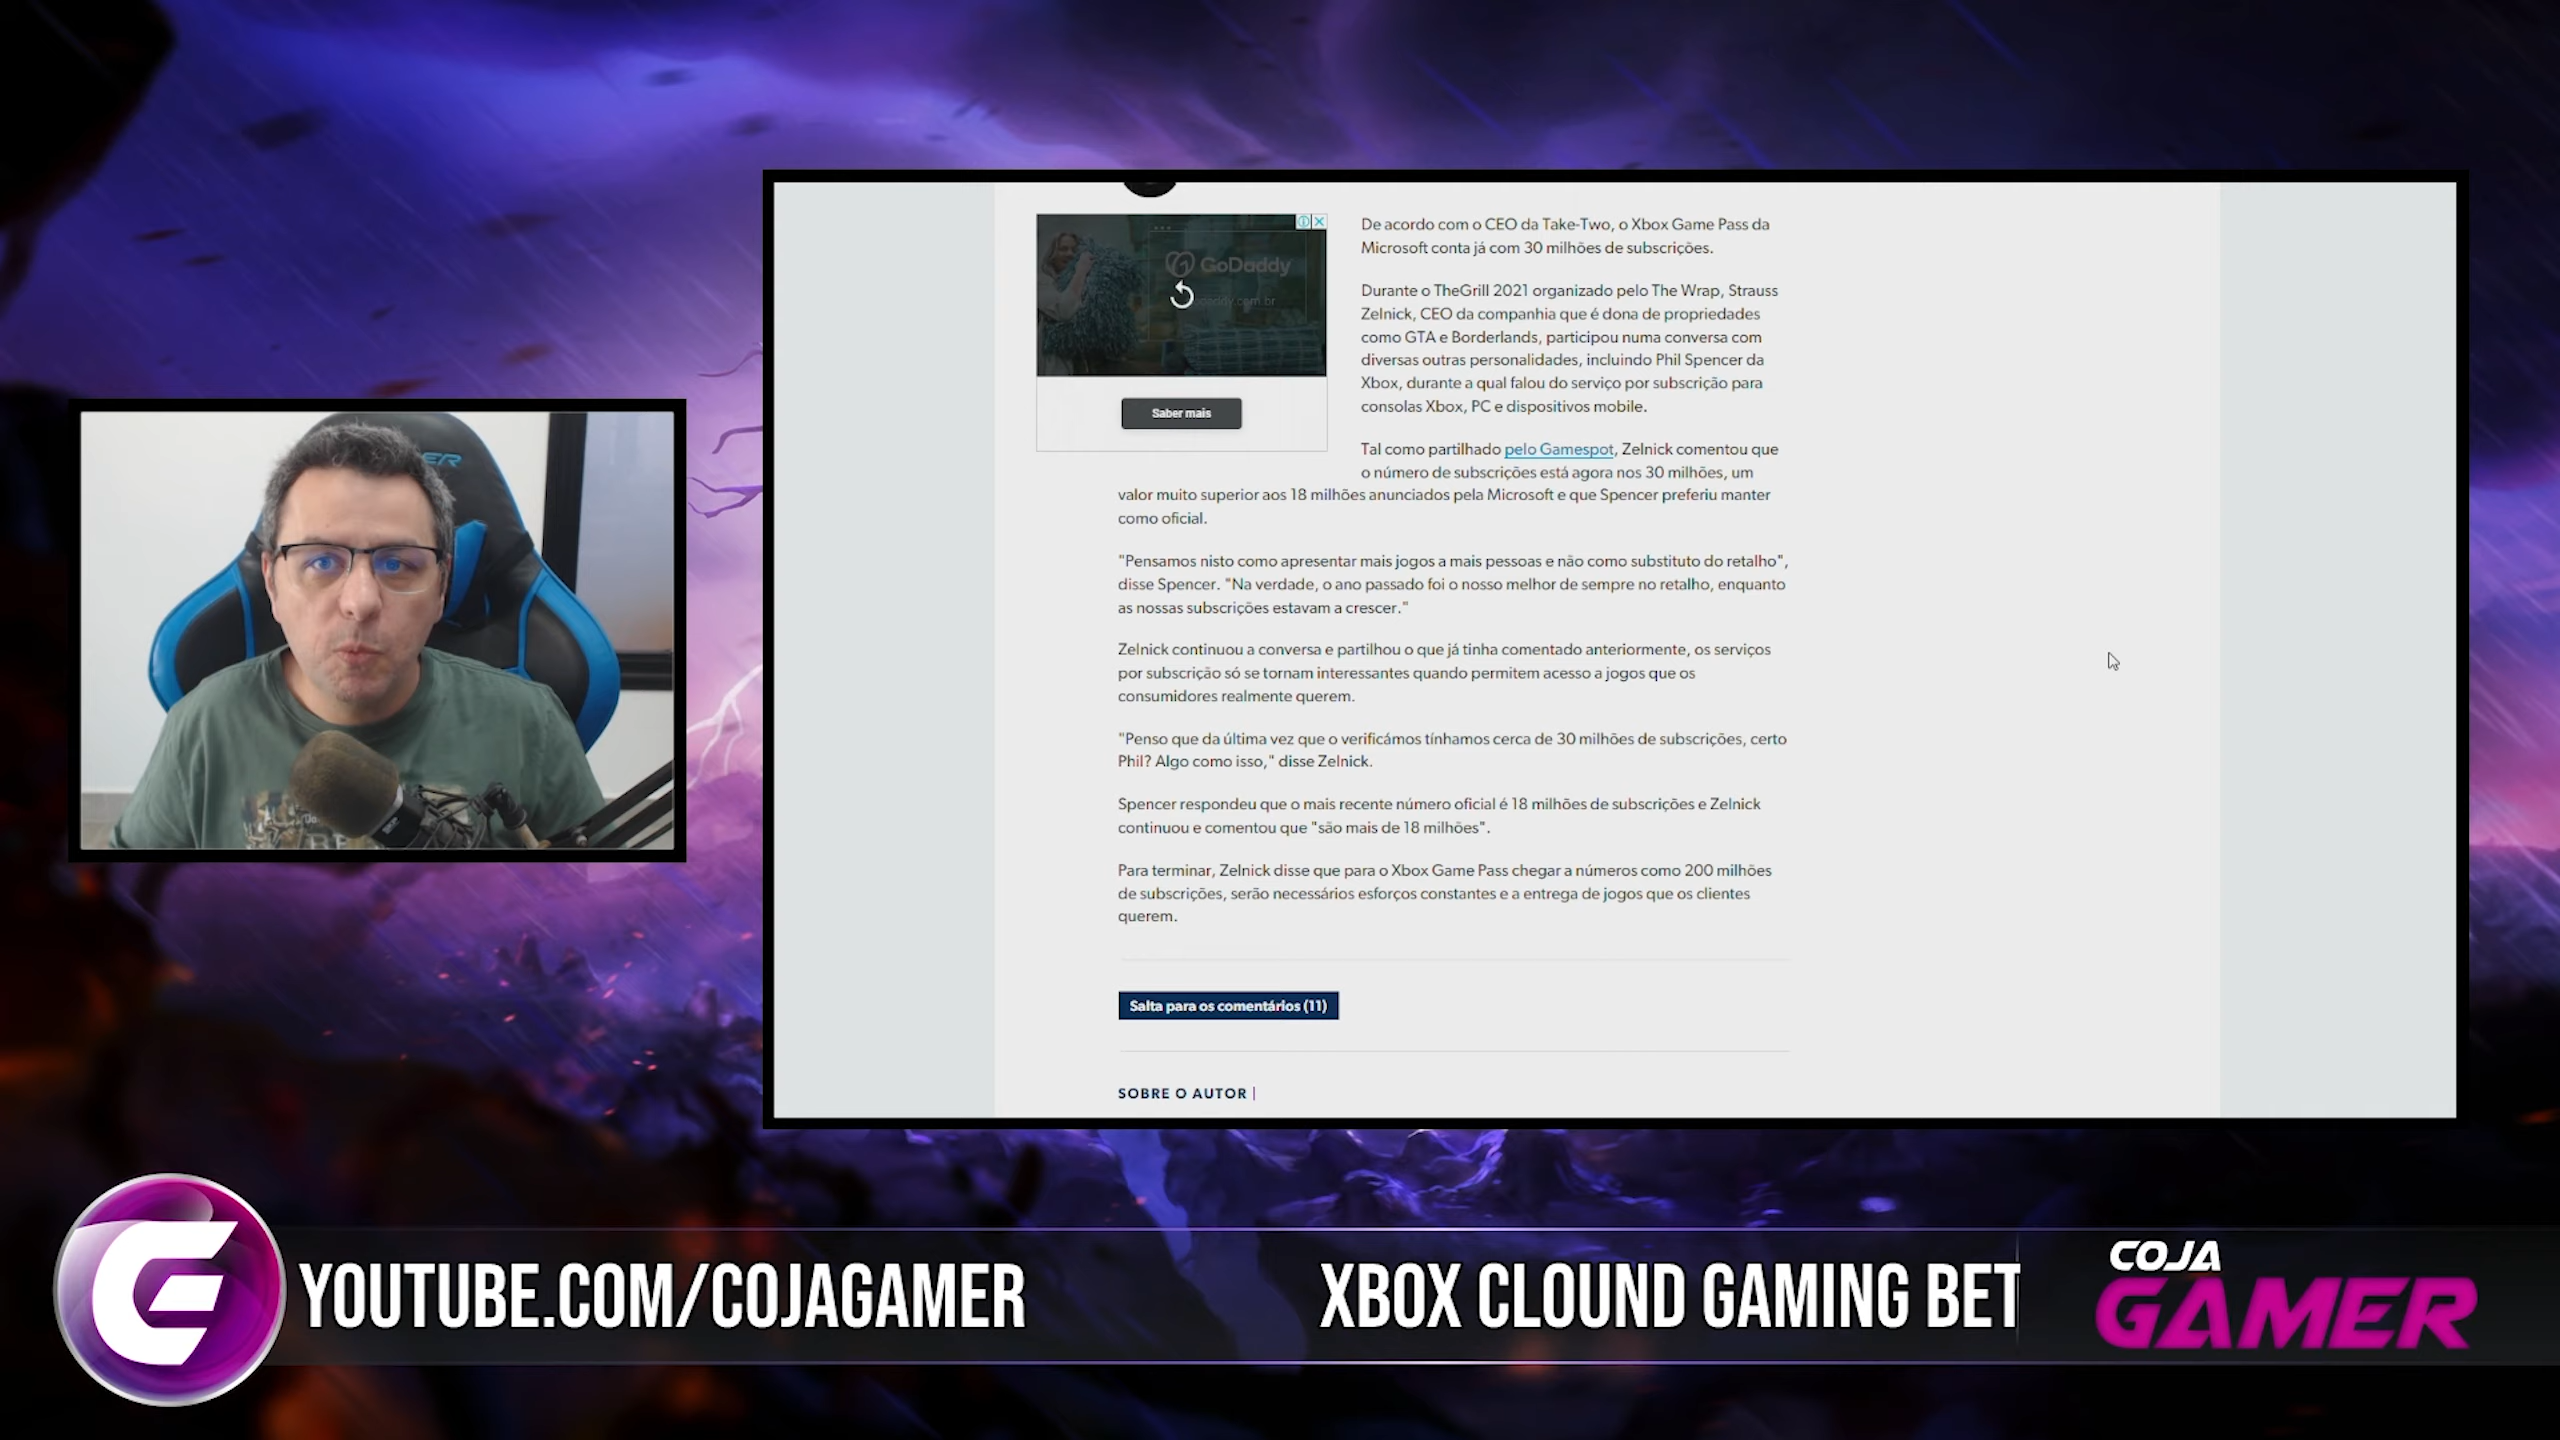 GoDaddy
Saber mais
De acordo com o CEO da Take-Two, o Xbox Game Pass da
Microsoft conta já com 30 milhões de subscrições.
Durante o TheGrill 2021 organizado pelo The Wrap, Strauss
Zelnick, CEO da companhia que é dona de propriedades
como GTA e Borderlands, participou numa conversa com
diversas outras personalidades, incluindo Phil Spencer da
Xbox, durante a qual falou do serviço por subscrição para
consolas Xbox, PC e dispositivos mobile.
Tal como partilhado pelo Gamespot, Zelnick comentou que
o número de subscrições está agora nos 30 milhões, um
valor muito superior aos 18 milhões anunciados pela Microsoft e que Spencer preferiu manter
como oficial.
"Pensamos nisto como apresentar mais jogos a mais pessoas e não como substituto do retalho",
disse Spencer. "Na verdade, o ano passado foi o nosso melhor de sempre no retalho, enquanto
as nossas subscrições estavam a crescer."
Zelnick continuou a conversa e partilhou o que já tinha comentado anteriormente, os serviços
por subscrição só se tornam interessantes quando permitem acesso a jogos que os
consumidores realmente querem.
"Penso que da última vez que o verificámos tínhamos cerca de 30 milhões de subscrições, certo
Phil? Algo como isso," disse Zelnick.
Spencer respondeu que o mais recente número oficial é 18 milhões de subscrições e Zelnick
continuou e comentou que "são mais de 18 milhões".
Para terminar, Zelnick disse que para o Xbox Game Pass chegar a números como 200 milhões
de subscrições, serão necessários esforços constantes e a entrega de jogos que os clientes
querem.
Salta para os comentários (11)
SOBRE O AUTOR |
YOUTUBE.COM/COJAGAMER
XBOX CLOUND GAMING BET
COJA
GAMER